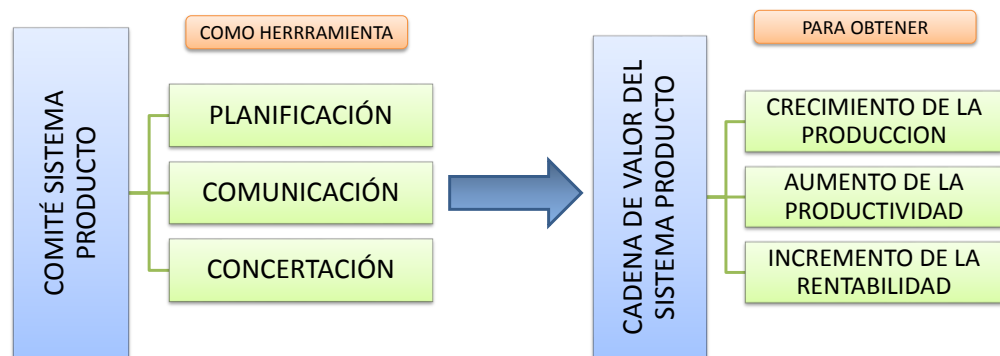 COMO HERRRAMIENTA
COMITÉ SISTEMA
PRODUCTO
PLANIFICACIÓN
COMUNICACIÓN
CONCERTACIÓN
PARA OBTENER
CADENA DE VALOR DEL
SISTEMA PRODUCTO
CRECIMIENTO DE LA
PRODUCCION
AUMENTO DE LA
PRODUCTIVIDAD
INCREMENTO DE LA
RENTABILIDAD